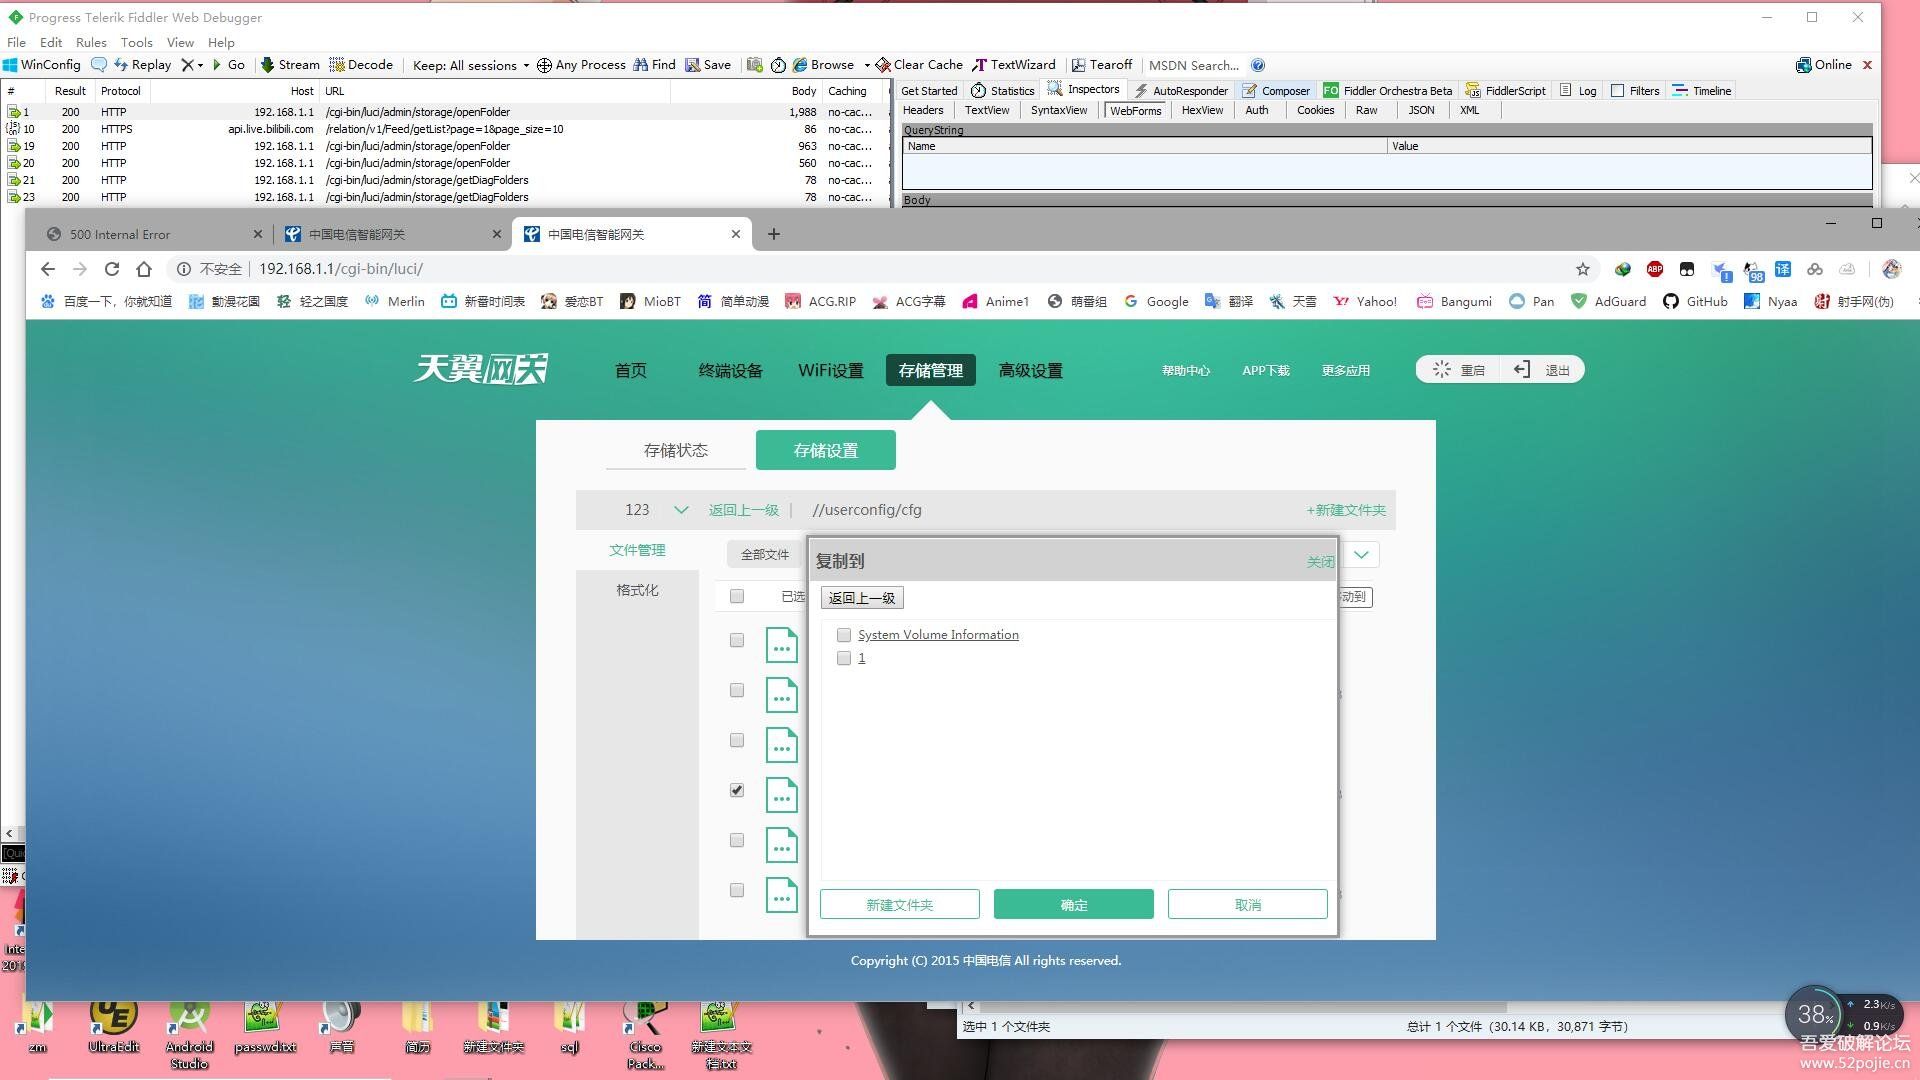 Progress Telerik Fiddler Web Debugger
File Edit Rules Tools View Help
WinConfig Replay Go Stream Decode Keep: All sessions Any Process Find Save Browse Clear Cache TextWizard Tearoff MSDN Search... Online
# Result Protocol Host URL Body Caching
1 200 HTTP 192.168.1.1 /cgi-bin/luci/admin/storage/openFolder 1,988 no-cac...
10 200 HTTPS api.live.bilibili.com /relation/v1/Feed/getList?page=1&page_size=10 86 no-cac...
19 200 HTTP 192.168.1.1 /cgi-bin/luci/admin/storage/openFolder 963 no-cac...
20 200 HTTP 192.168.1.1 /cgi-bin/luci/admin/storage/openFolder 560 no-cac...
21 200 HTTP 192.168.1.1 /cgi-bin/luci/admin/storage/getDiagFolders 78 no-cac...
23 200 HTTP 192.168.1.1 /cgi-bin/luci/admin/storage/getDiagFolders 78 no-cac...
Get Started Statistics Inspectors AutoResponder Composer FO Fiddler Orchestra Beta FiddlerScript Log Filters Timeline
Headers TextView SyntaxView WebForms HexView Auth Cookies Raw JSON XML
QueryString
Name Value
Body
500 Internal Error 中国电信智能网关 中国电信智能网关
不安全 192.168.1.1/cgi-bin/luci/ ABP 98 译
百度一下，你就知道 動漫花園 轻之国度 Merlin 新番时间表 爱恋BT MioBT 简单动漫 ACG.RIP ACG字幕 Anime1 萌番组 Google 翻译 天雪 Yahoo! Bangumi Pan AdGuard GitHub Nyaa 射手网(伪)
天翼网关 首页 终端设备 WiFi设置 存储管理 高级设置 帮助中心 APP下载 更多应用 重启 退出
存储状态 存储设置
123 返回上一级 //userconfig/cfg +新建文件夹
文件管理 全部文件
格式化 已选 动到
复制到 关闭
返回上一级
System Volume Information
1
新建文件夹 确定 取消
Copyright (C) 2015 中国电信 All rights reserved.
zm UltraEdit Android Studio passwd.txt 声音 简历 新建文件夹 sql Cisco Pack... 新建文本文档.txt
选中 1 个文件夹 总计 1 个文件（30.14 KB，30,871 字节）
38% 2.3K/s
0.9K/s
吾爱破解论坛
www.52pojie.cn